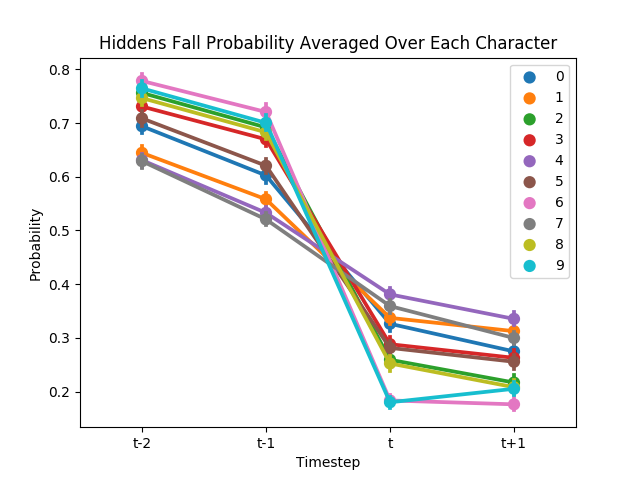 Hiddens Fall Probability Averaged Over Each Character
0.8
0.7
0.6
0.5
0.4
0.3
0.2
Probability
0
1
2
3
4
5
6
7
8
9
t-2
t-1
t
t+1
Timestep